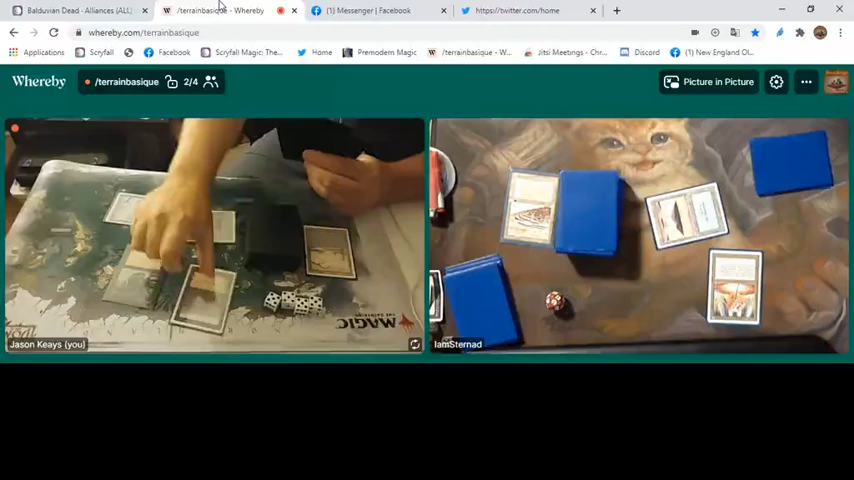 Balduvian Dead · Alliances (ALL)
/terrainbasique - Whereby
(1) Messenger | Facebook
https://twitter.com/home
whereby.com/terrainbasique
Applications
Scryfall
Facebook
Scryfall Magic: The...
Home
Premodern Magic
/terrainbasique - W...
Jitsi Meetings - Chr...
Discord
(1) New England Ol...
Whereby
/terrainbasique
2/4
Picture in Picture
MAGIC
Jason Keays (you)
IamSternad